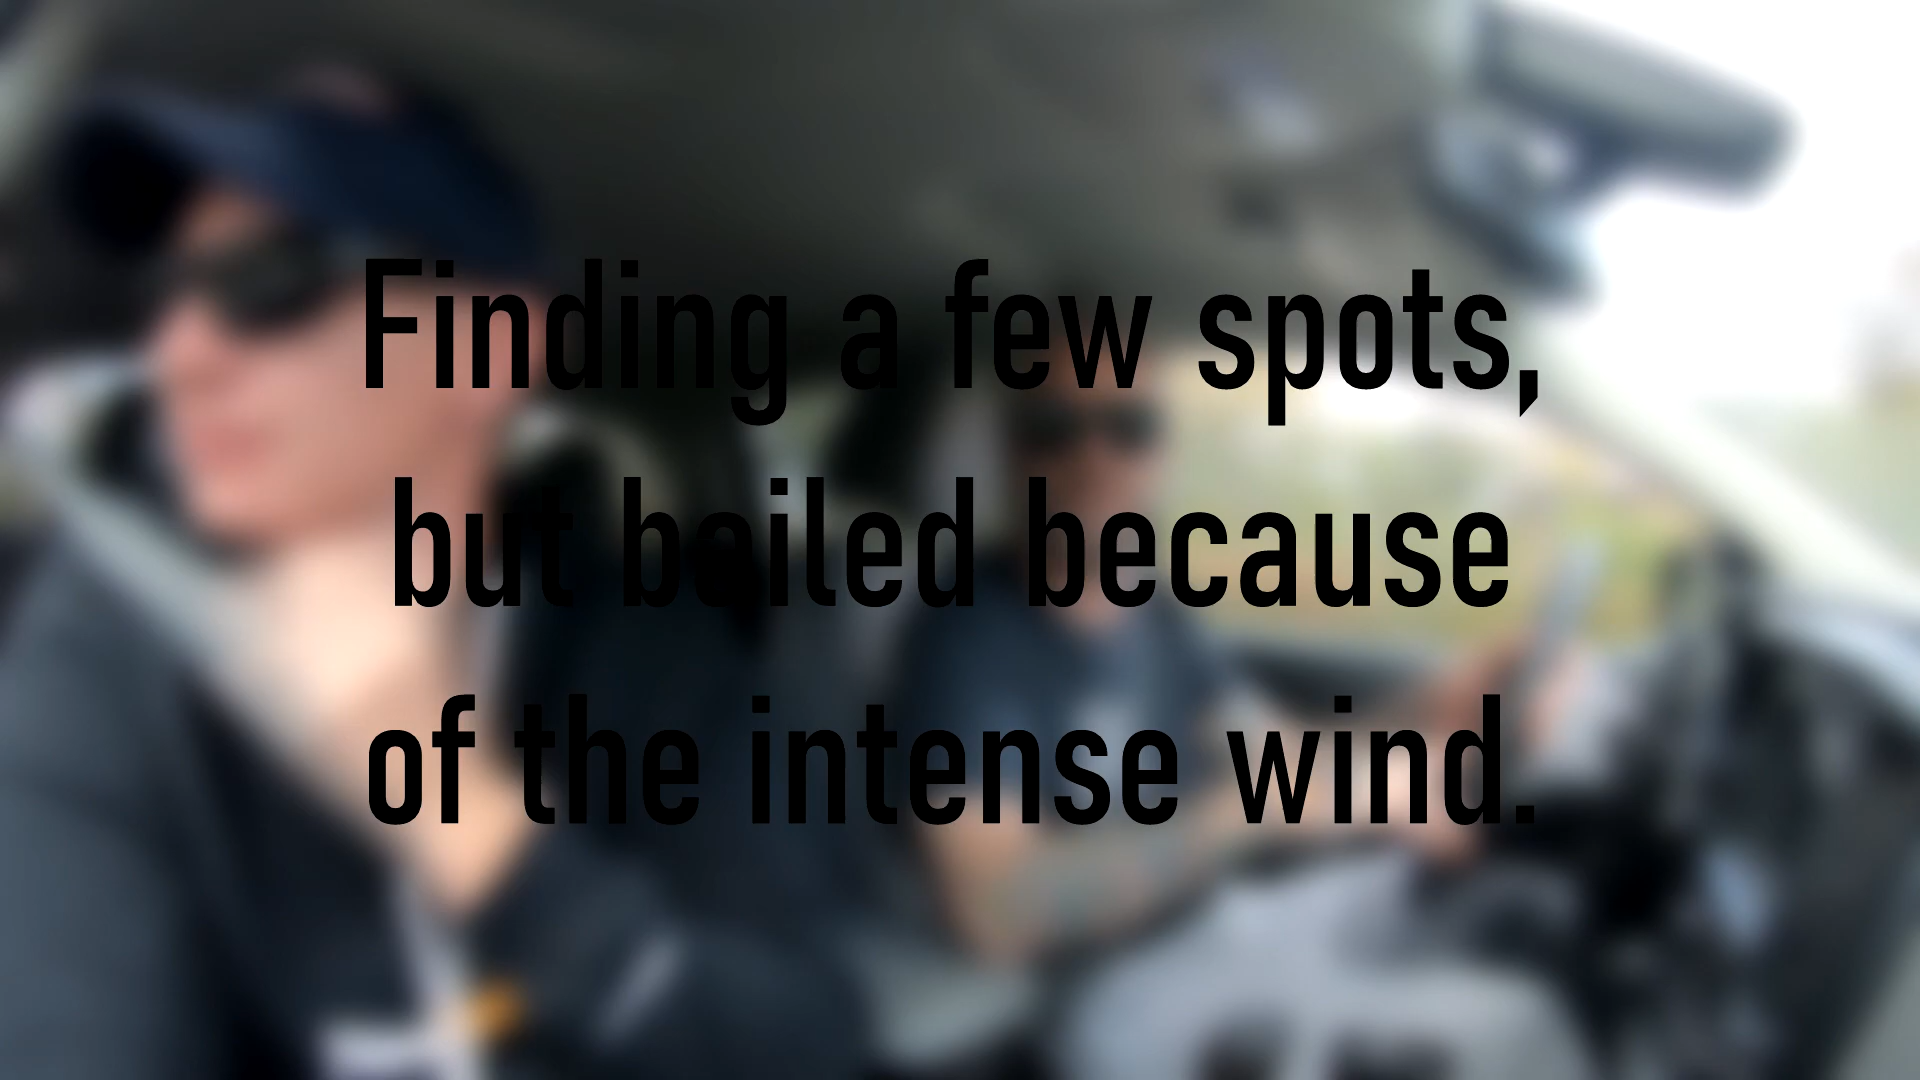 Finding a few spots,
but bailed because
of the intense wind.